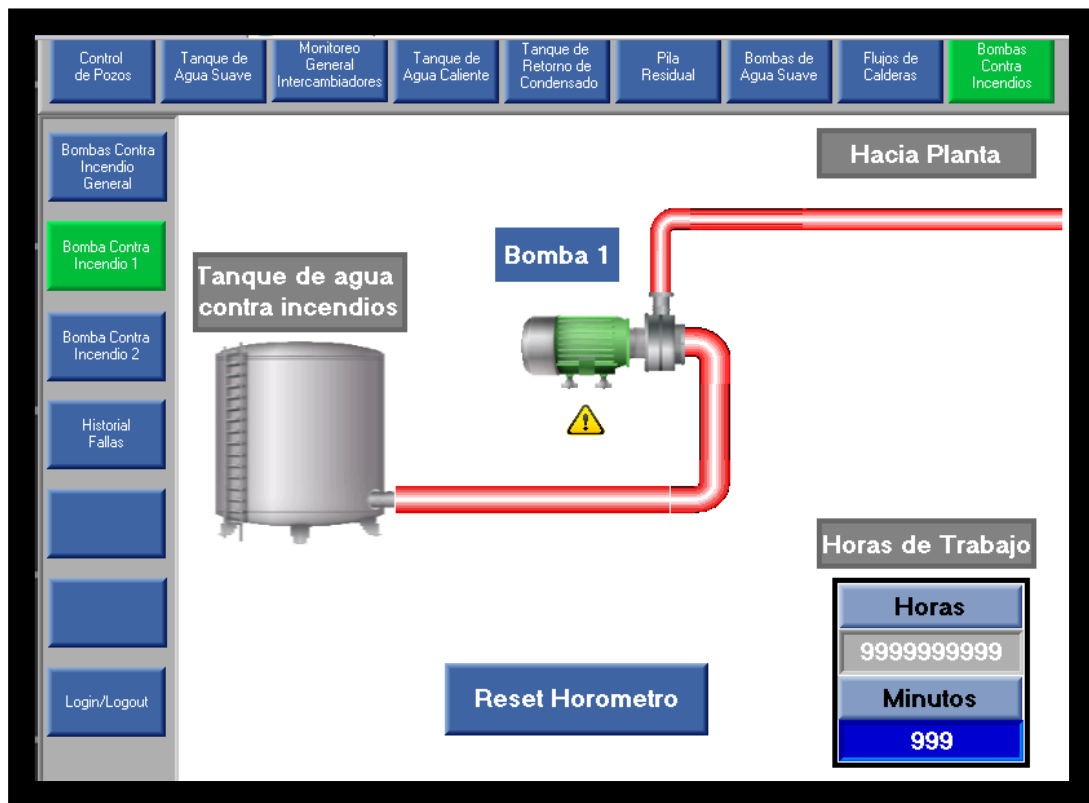 Control
de Pozos
Tanque de
Agua Suave
Monitoreo
General
Intercambiadores
Tanque de
Agua Caliente
Tanque de
Retorno de
Condensado
Pila
Residual
Bombas de
Agua Suave
Flujos de
Calderas
Bombas
Contra
Incendios
Bombas Contra
Incendio
General
Bomba Contra
Incendio 1
Bomba Contra
Incendio 2
Historial
Fallas
Login/Logout
Hacia Planta
Bomba 1
Tanque de agua
contra incendios
Horas de Trabajo
Horas
9999999999
Minutos
999
Reset Horometro